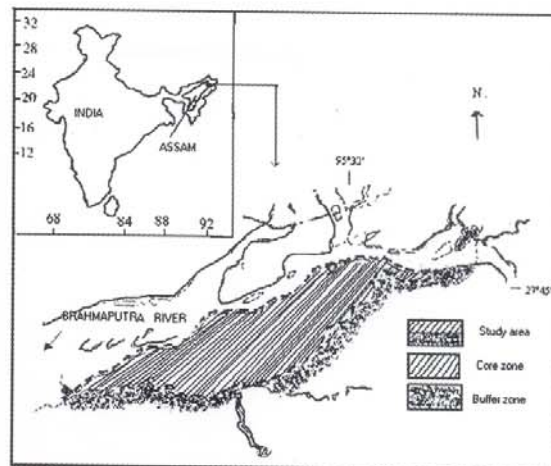 32
28
24
20
16
12
INDIA
ASSAM
68
84
88
92
N.
95°30'
27°45'
BRAHMAPUTRA RIVER
Study area
Core zone
Buffer zone